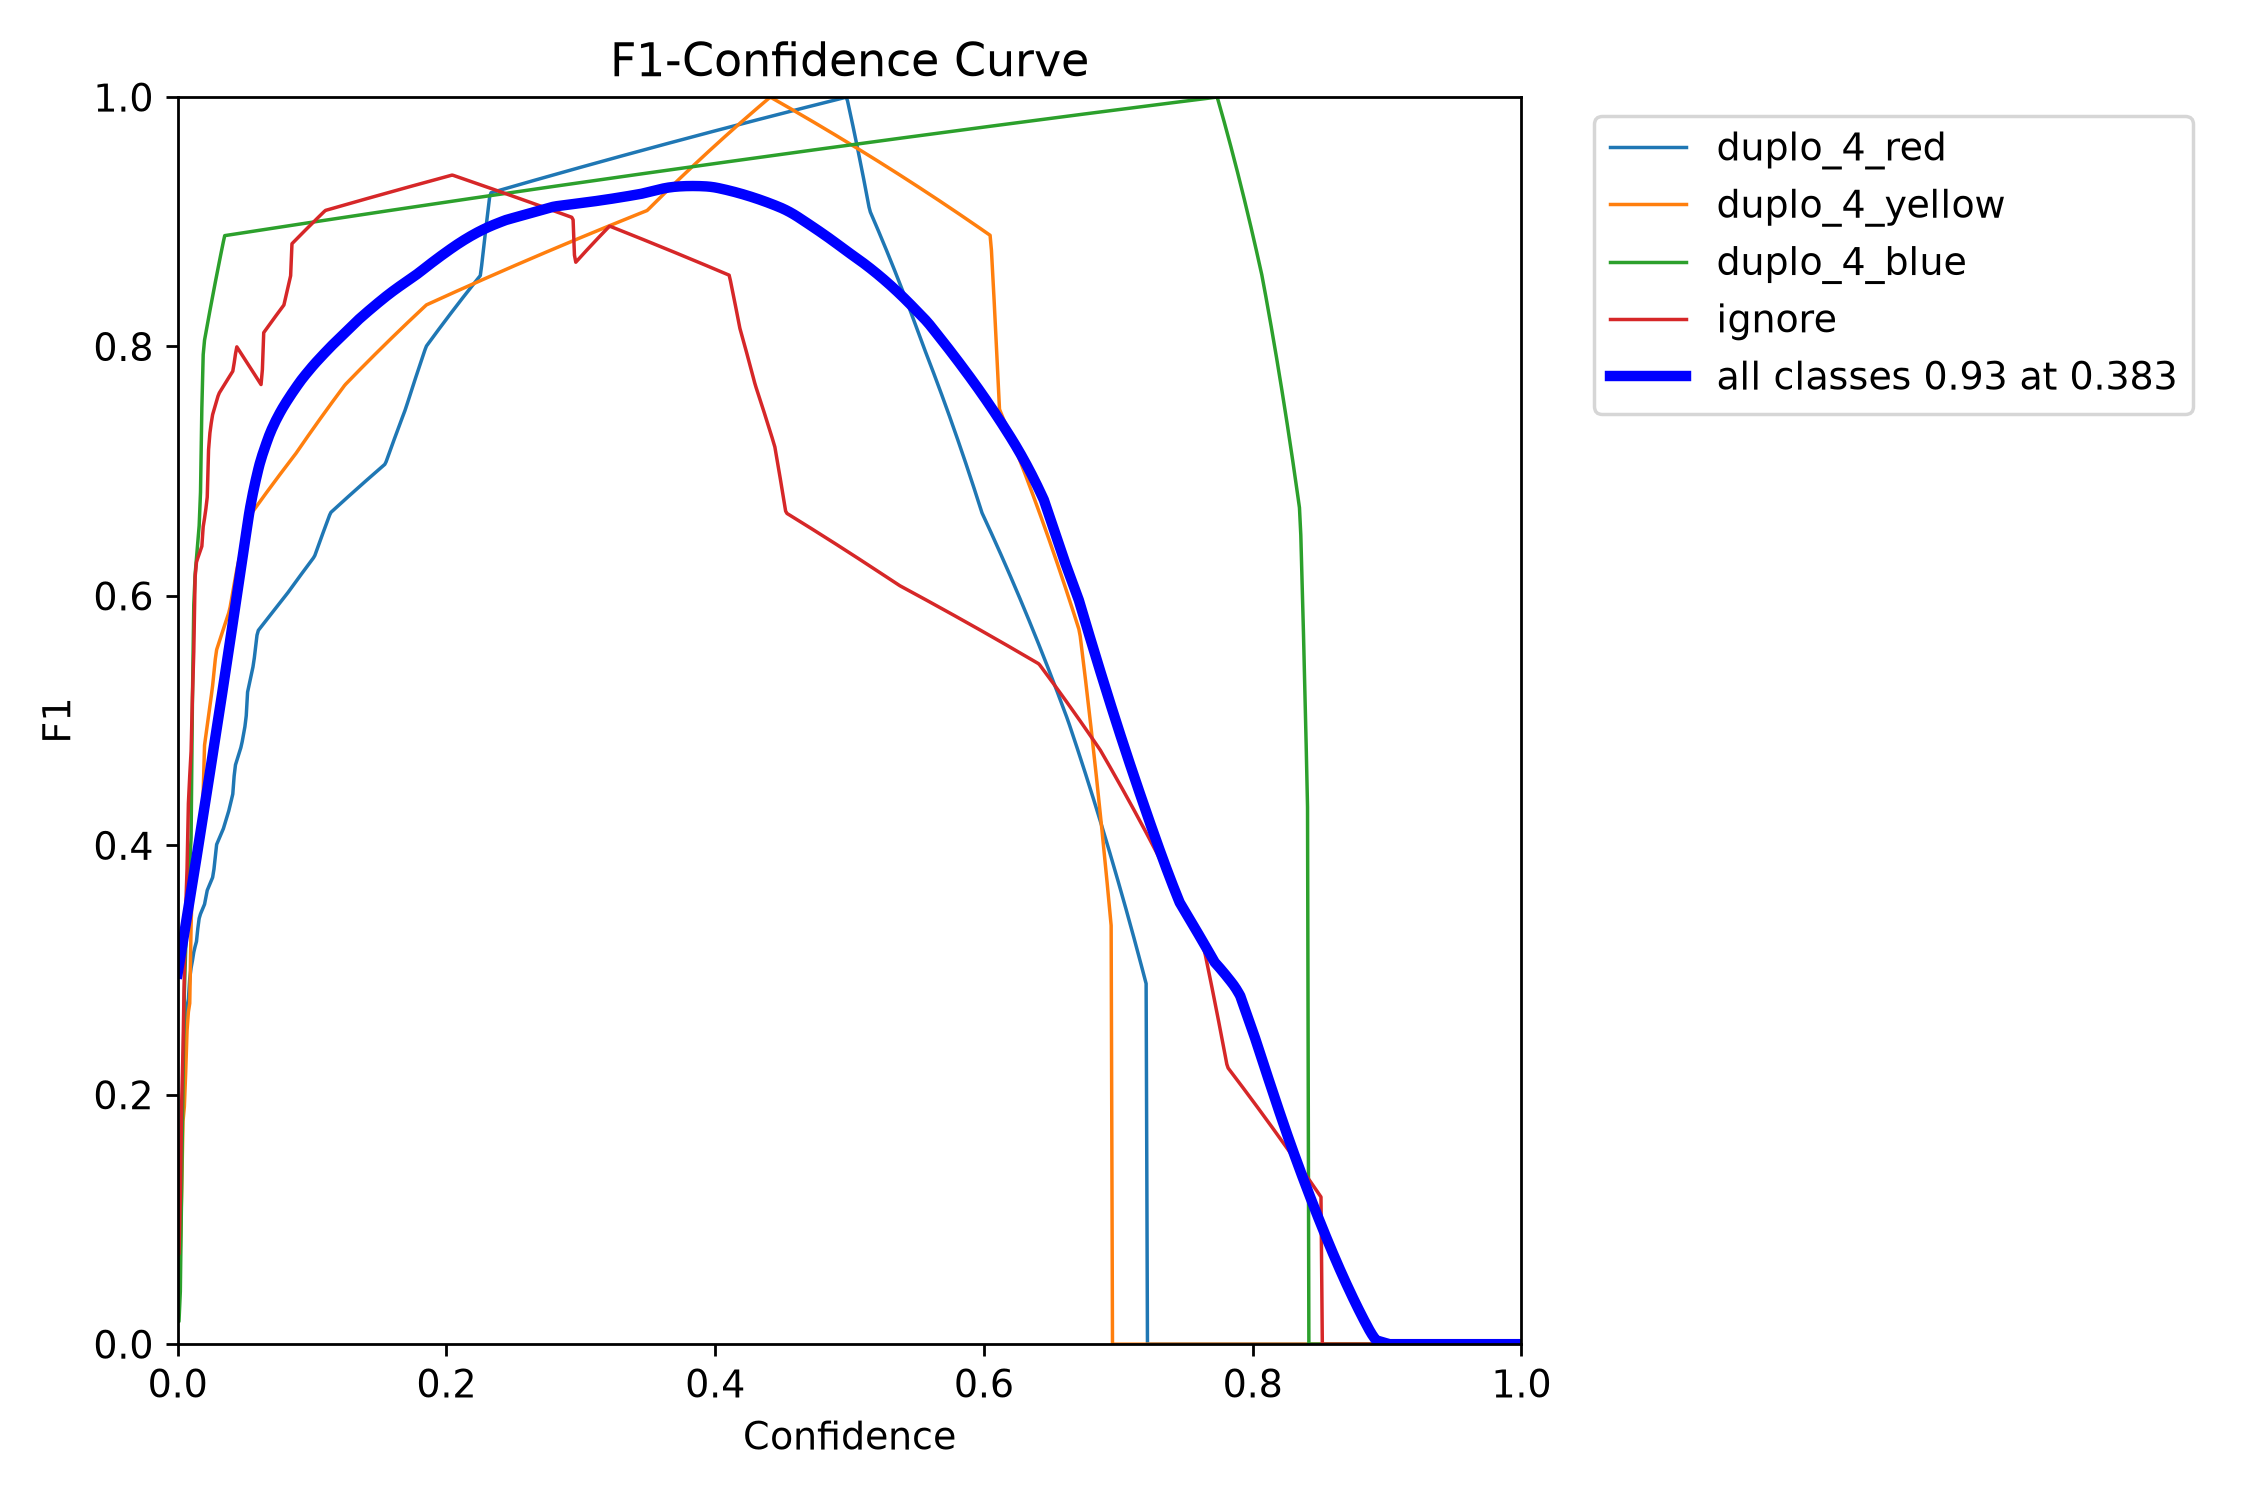 F1-Confidence Curve
1.0
0.8
0.6
0.4
0.2
0.0
F1
0.0 0.2 0.4 0.6 0.8 1.0
Confidence
duplo_4_red
duplo_4_yellow
duplo_4_blue
ignore
all classes 0.93 at 0.383